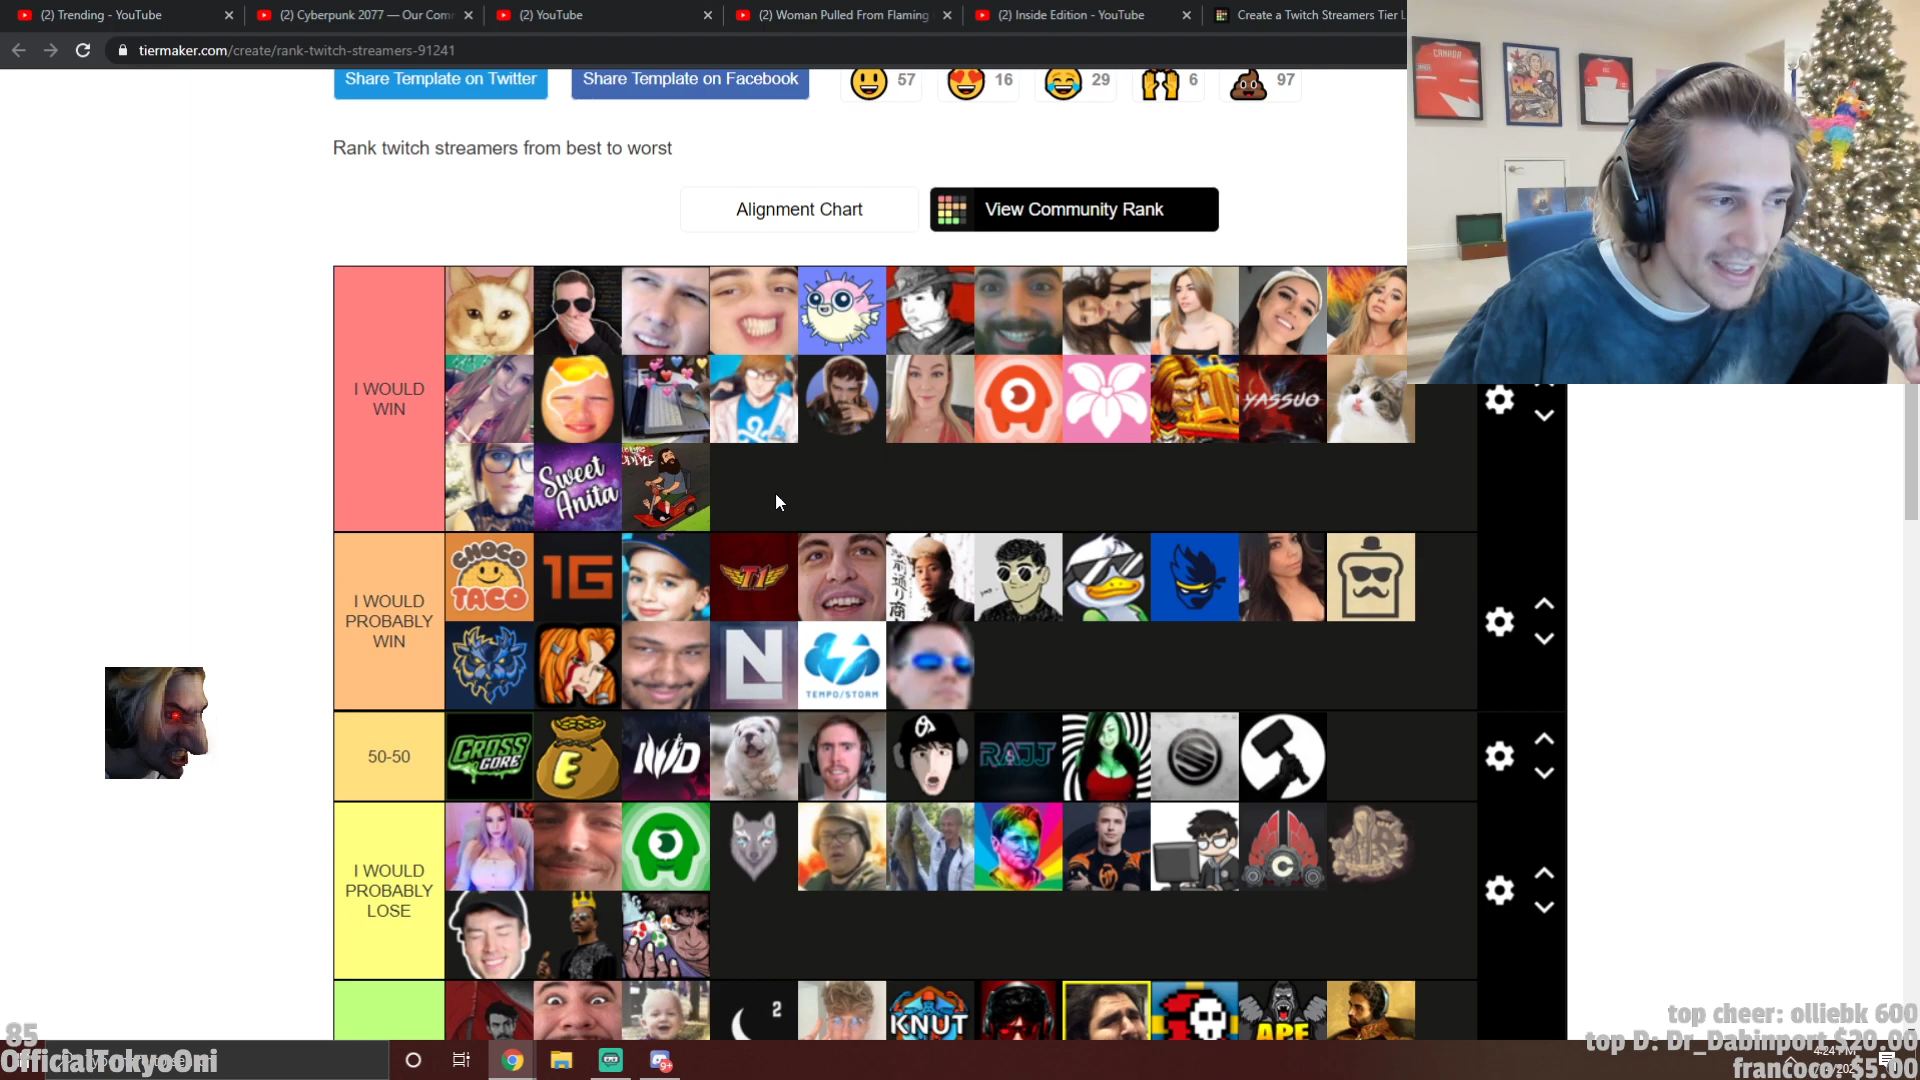 (2) Trending - YouTube
(2) Cyberpunk 2077 — Our Com
(2) YouTube
(2) Woman Pulled From Flaming
(2) Inside Edition - YouTube
Create a Twitch Streamers Tier L
tiermaker.com/create/rank-twitch-streamers-91241
Share Template on Twitter
Share Template on Facebook
57
16
29
6
97
Rank twitch streamers from best to worst
Alignment Chart
View Community Rank
CANADA
I WOULD
WIN
YASSUO
Sweet
Anita
I WOULD
PROBABLY
WIN
CHOCO
TACO
1G
T1
N
TEMPO/STORM
50-50
GROSS
GORE
E
RAJJ
I WOULD
PROBABLY
LOSE
C
2
KNUT
APE
85
OfficialTokyoOni
9+
top cheer: olliebk 600
top D: Dr_Dabinport $20.00
francoco: $5.00